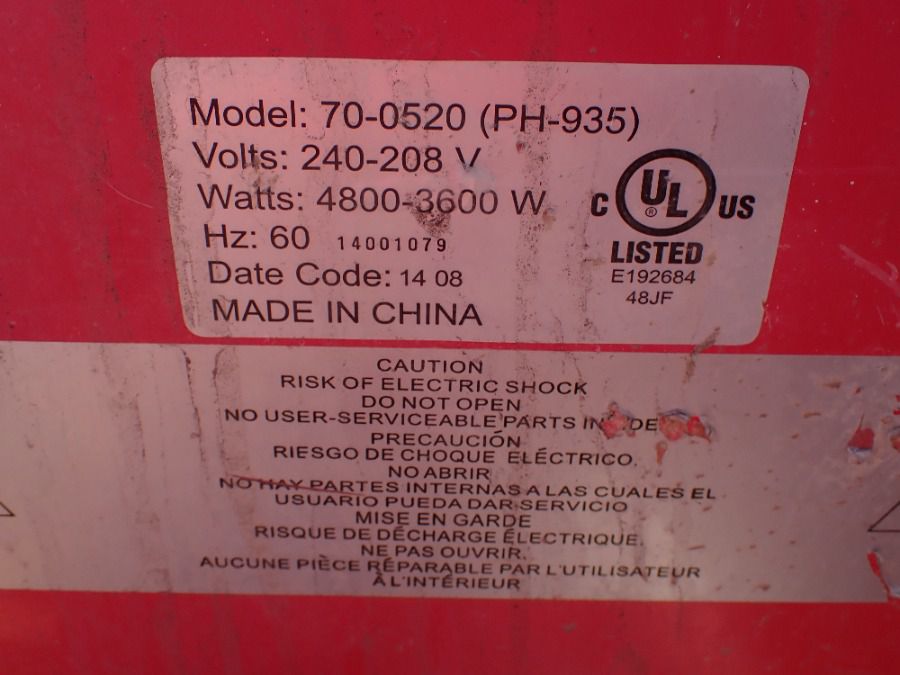 Model: 70-0520 (PH-935)
Volts: 240-208 V
Watts: 4800-3600 W
Hz: 60 14001079
Date Code: 14 08
MADE IN CHINA
C UL® US
LISTED
E192684
48JF
CAUTION
RISK OF ELECTRIC SHOCK
DO NOT OPEN
NO USER-SERVICEABLE PARTS
PRECAUCIÓN
RIESGO DE CHOQUE ELÉCTRICO.
NO ABRIR
NO HAY PARTES INTERNAS A LAS CUALES EL
USUARIO PUEDA DAR SERVICIO
MISE EN GARDE
RISQUE DE DÉCHARGE ÉLECTRIQUE.
NE PAS OUVRIR.
AUCUNE PIÈCE RÉPARABLE PAR L'UTILISATEUR
À L'INTÉRIEUR